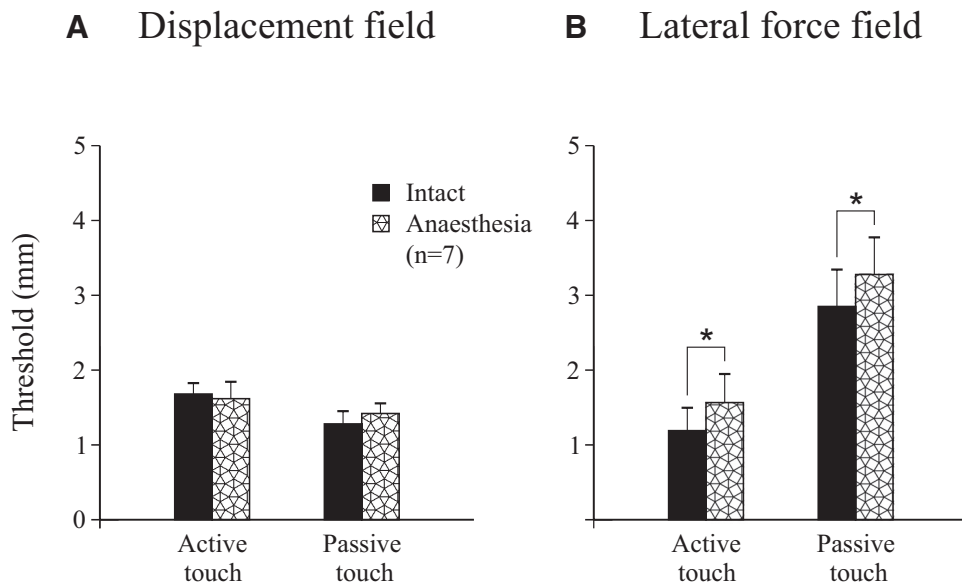 A Displacement field
B Lateral force field
Threshold (mm)
5
4
3
2
1
0
Intact
Anaesthesia
(n=7)
Active
touch
Passive
touch
5
4
3
2
1
*
*
Active
touch
Passive
touch